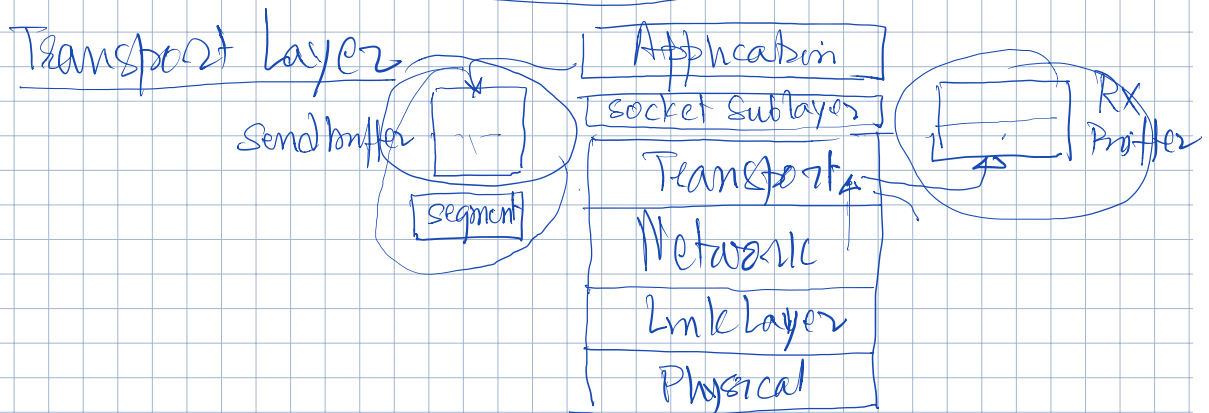 Transport Layer
Application
socket sublayer
Send buffer
RX
Buffer
Transport
segment
Network
Link Layer
Physical